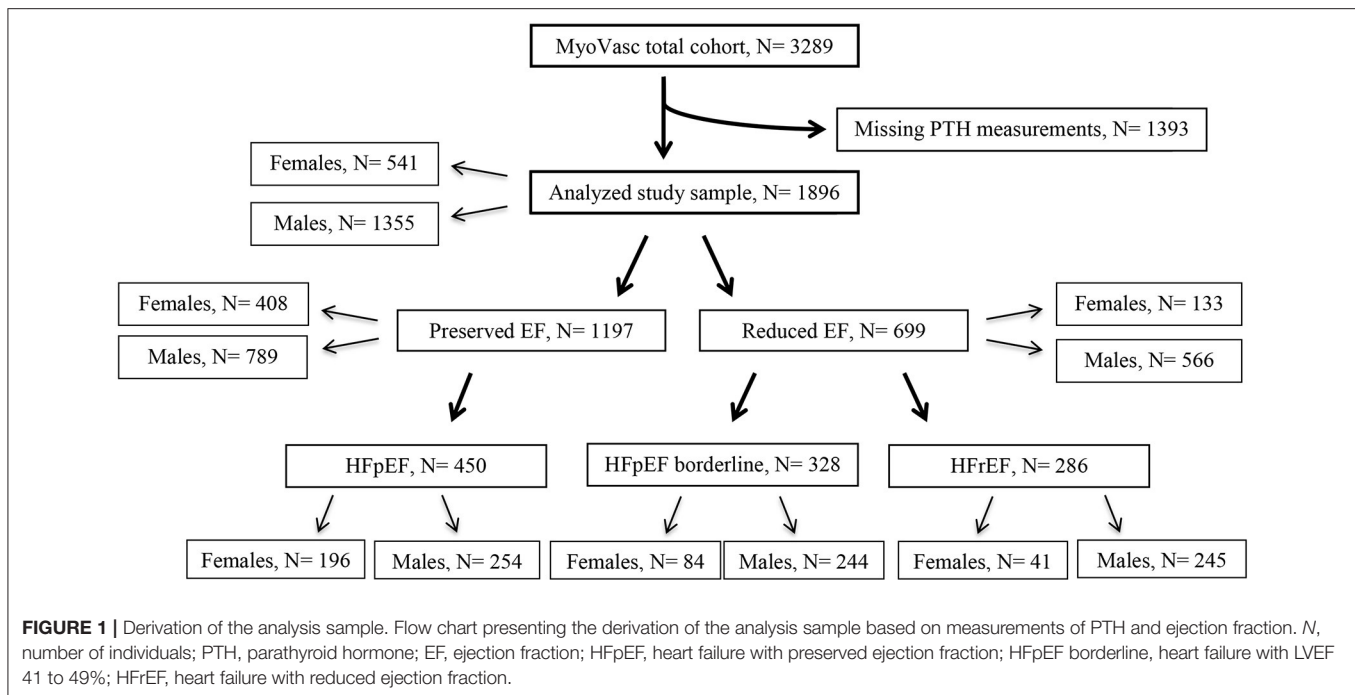 MyoVasc total cohort, N= 3289
Missing PTH measurements, N= 1393
Females, N= 541
Analyzed study sample, N= 1896
Males, N= 1355
Females, N= 408
Females, N= 133
Preserved EF, N= 1197
Reduced EF, N= 699
Males, N= 789
Males, N= 566
HFpEF, N= 450
HFpEF borderline, N= 328
HFrEF, N= 286
Females, N= 196
Males, N= 254
Females, N= 84
Males, N= 244
Females, N= 41
Males, N= 245
FIGURE 1 | Derivation of the analysis sample. Flow chart presenting the derivation of the analysis sample based on measurements of PTH and ejection fraction. N,
number of individuals; PTH, parathyroid hormone; EF, ejection fraction; HFpEF, heart failure with preserved ejection fraction; HFpEF borderline, heart failure with LVEF
41 to 49%; HFrEF, heart failure with reduced ejection fraction.